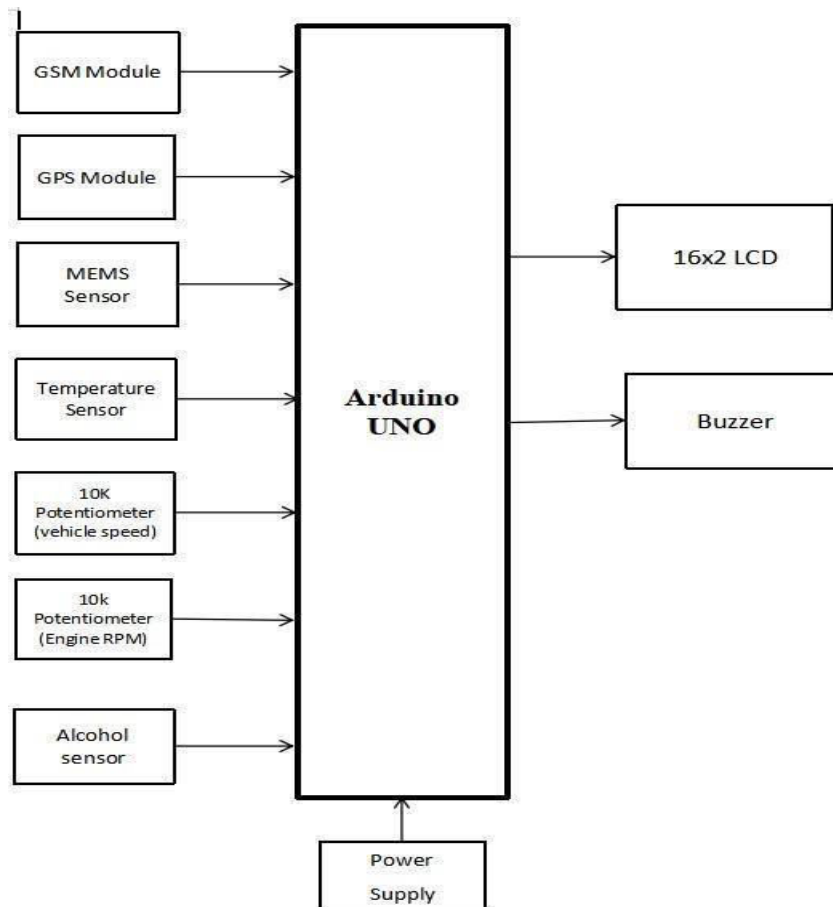 GSM Module
GPS Module
MEMS
Sensor
Temperature
Sensor
10K
Potentiometer
(vehicle speed)
10k
Potentiometer
(Engine RPM)
Alcohol
sensor
Arduino
UNO
16x2 LCD
Buzzer
Power
Supply